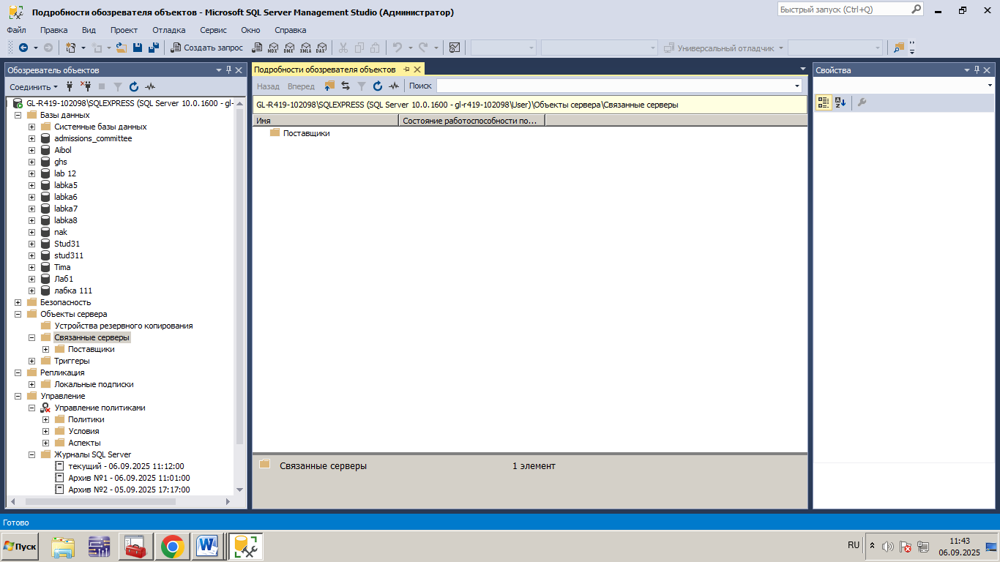 Подробности обозревателя объектов - Microsoft SQL Server Management Studio (Администратор)
Быстрый запуск (Ctrl+Q)
Файл Правка Вид Проект Отладка Сервис Окно Справка
Создать запрос MDX DMX XMLA DAX Универсальный отладчик
Обозреватель объектов
Соединить
GL-R419-102098\SQLEXPRESS (SQL Server 10.0.1600 - gl-
Базы данных
Системные базы данных
admissions_committee
Aibol
ghs
lab 12
labka5
labka6
labka7
labka8
nak
Stud31
stud311
Tima
Лаб1
лабка 111
Безопасность
Объекты сервера
Устройства резервного копирования
Связанные серверы
Поставщики
Триггеры
Репликация
Локальные подписки
Управление
Управление политиками
Политики
Условия
Аспекты
Журналы SQL Server
текущий - 06.09.2025 11:12:00
Архив №1 - 06.09.2025 11:01:00
Архив №2 - 05.09.2025 17:17:00
Подробности обозревателя объектов
Назад Вперед Поиск
GL-R419-102098\SQLEXPRESS (SQL Server 10.0.1600 - gl-r419-102098\User)\Объекты сервера\Связанные серверы
Имя Состояние работоспособности по...
Поставщики
Связанные серверы 1 элемент
Свойства
Готово
Пуск
RU
11:43
06.09.2025